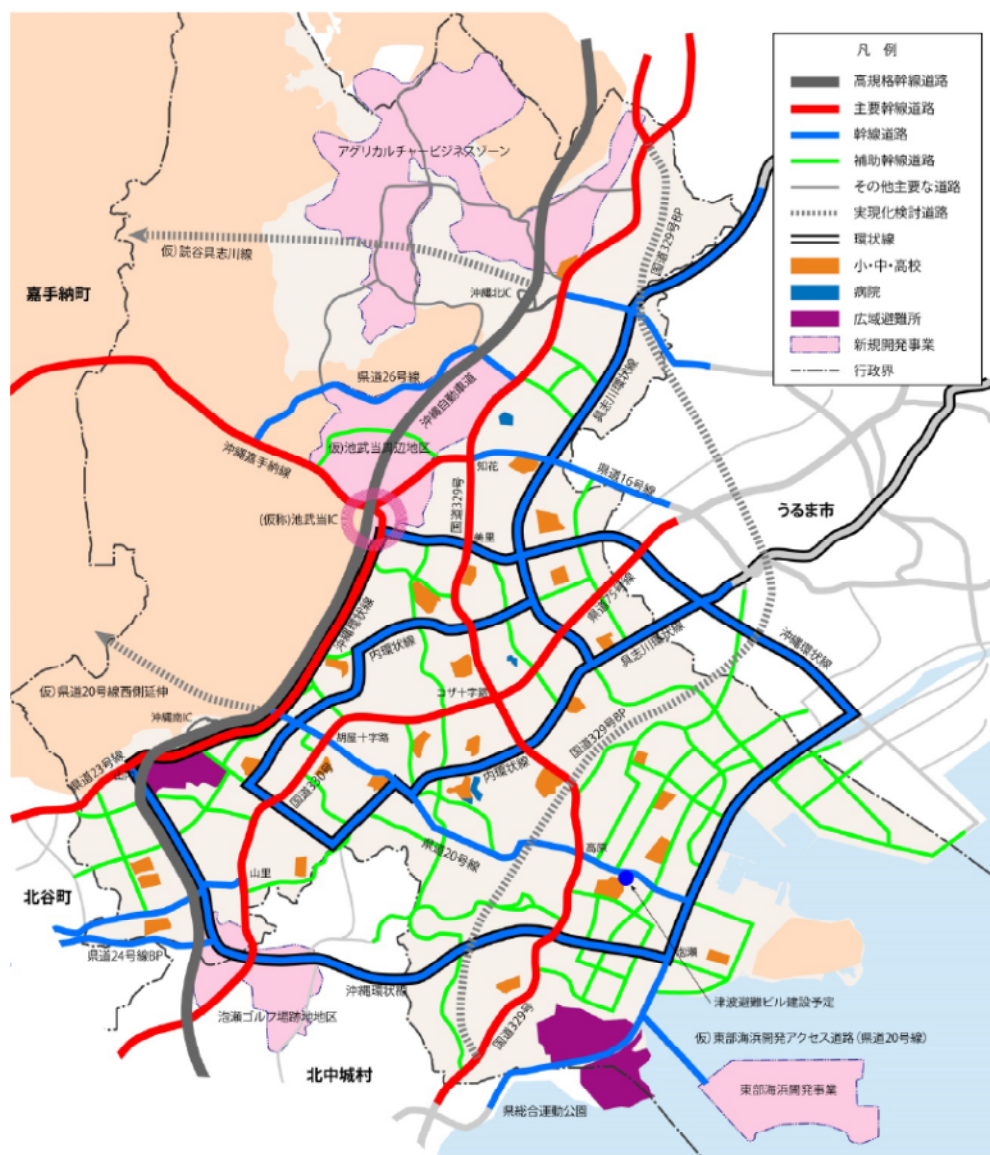 凡 例
高規格幹線道路
主要幹線道路
幹線道路
補助幹線道路
その他主要な道路
実現化検討道路
環状線
小・中・高校
病院
広域避難所
新規開発事業
行政界
アグリカルチャービジネスゾーン
国道329号BP
仮)読谷具志川線
嘉手納町
沖縄北IC
県道26号線
沖縄自動車道
具志川環状線
沖縄嘉手納線
仮)池武当周辺地区
知花
県道16号線
国道329号
(仮称)池武当IC
うるま市
美里
県道75号線
沖縄環状線
内環状線
具志川環状線
沖縄環状線
仮)県道20号線西側延伸
コザ十字路
沖縄南IC
胡屋十字路
国道329号BP
県道23号線
国道330号
内環状線
県道20号線
高原
山里
北谷町
県道24号線BP
泡瀬
沖縄環状線
津波避難ビル建設予定
泡瀬ゴルフ場跡地地区
国道329号
仮)東部海浜開発アクセス道路(県道20号線)
北中城村
東部海浜開発事業
県総合運動公園